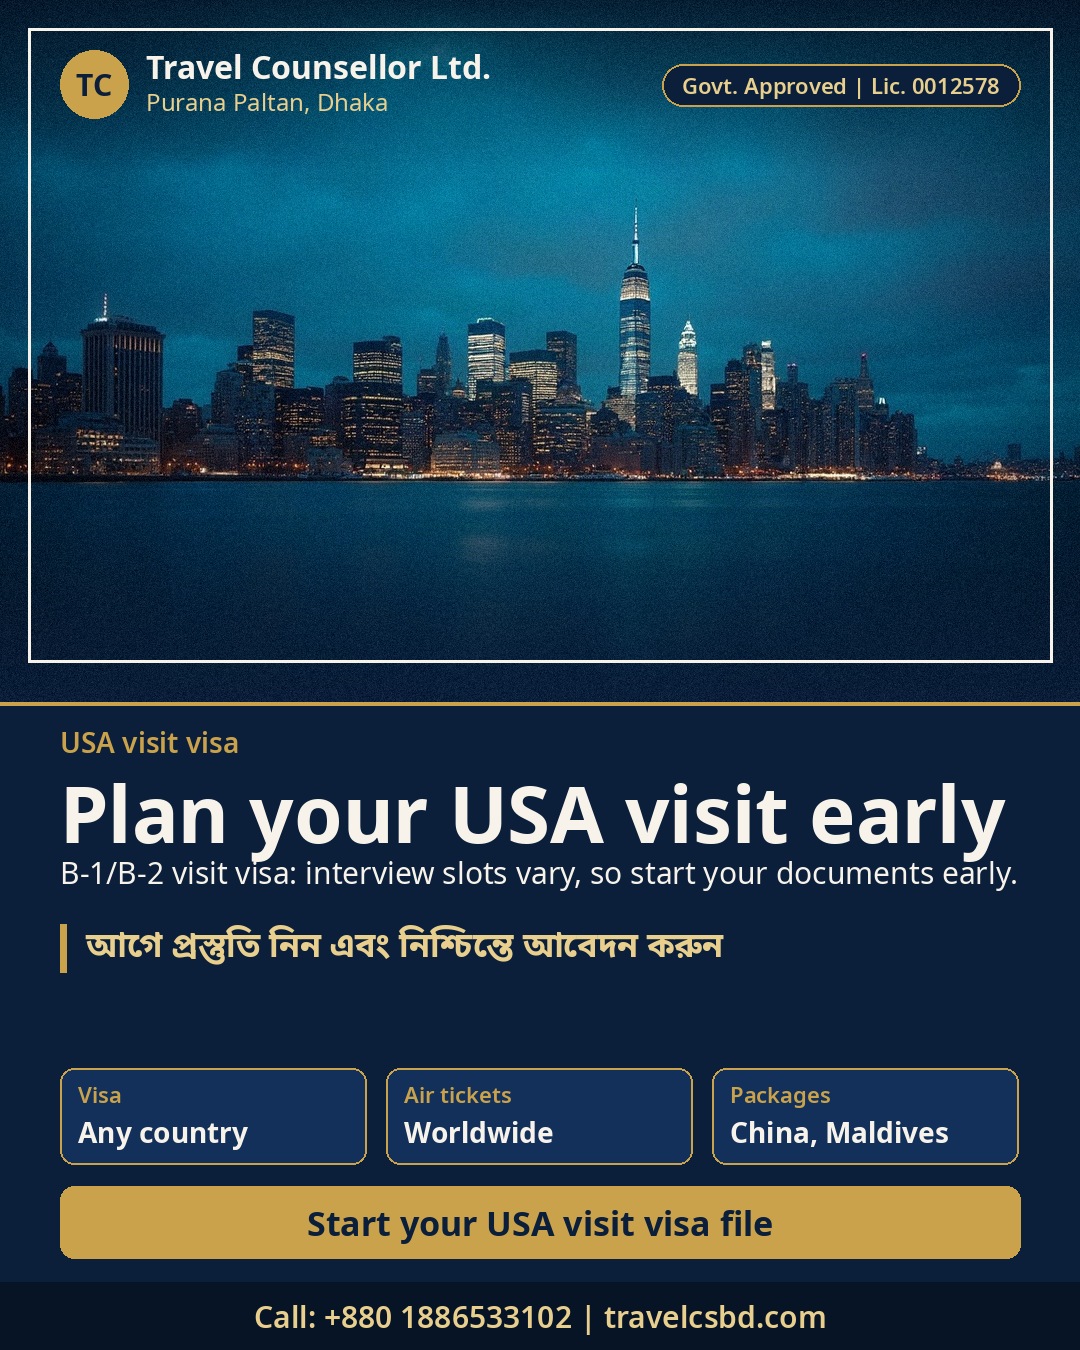 TC
Travel Counsellor Ltd.
Purana Paltan, Dhaka
Govt. Approved | Lic. 0012578
USA visit visa
Plan your USA visit early
B-1/B-2 visit visa: interview slots vary, so start your documents early.
আগে প্রস্তুতি নিন এবং নিশ্চিন্তে আবেদন করুন
Visa
Any country
Air tickets
Worldwide
Packages
China, Maldives
Start your USA visit visa file
Call: +880 1886533102 | travelcsbd.com